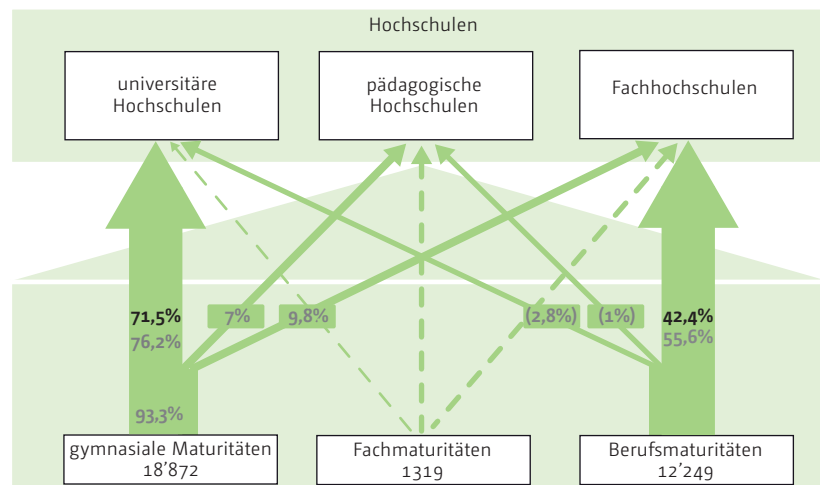 Hochschulen
universitäre
Hochschulen
pädagogische
Hochschulen
Fachhochschulen
71,5%
76,2%
7%
9,8%
(2,8%)
(1%)
42,4%
55,6%
93,3%
gymnasiale Maturitäten
18'872
Fachmaturitäten
1319
Berufsmaturitäten
12'249